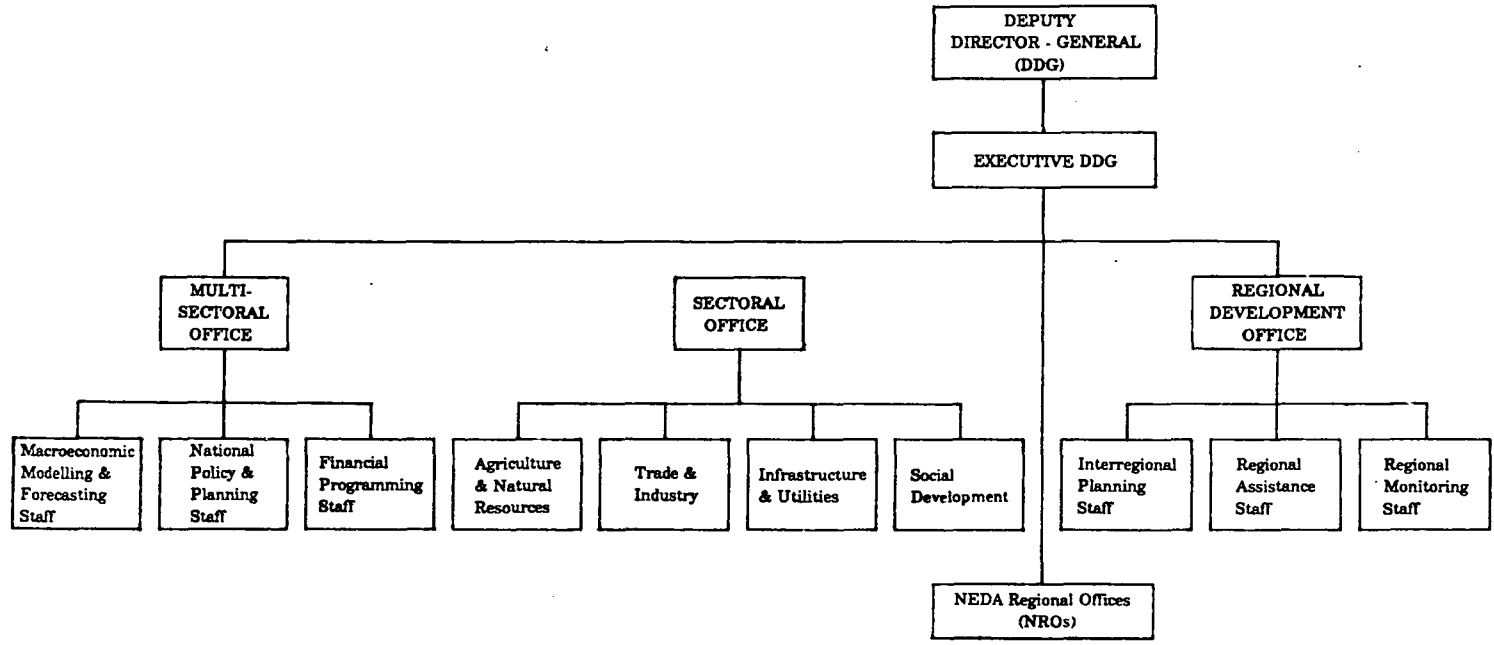 DEPUTY
DIRECTOR - GENERAL
(DDG)
EXECUTIVE DDG
MULTI-
SECTORAL
OFFICE
SECTORAL
OFFICE
REGIONAL
DEVELOPMENT
OFFICE
Macroeconomic
Modelling &
Forecasting
Staff
National
Policy &
Planning
Staff
Financial
Programming
Staff
Agriculture
& Natural
Resources
Trade &
Industry
Infrastructure
& Utilities
Social
Development
Interregional
Planning
Staff
Regional
Assistance
Staff
Regional
Monitoring
Staff
NEDA Regional Offices
(NROs)